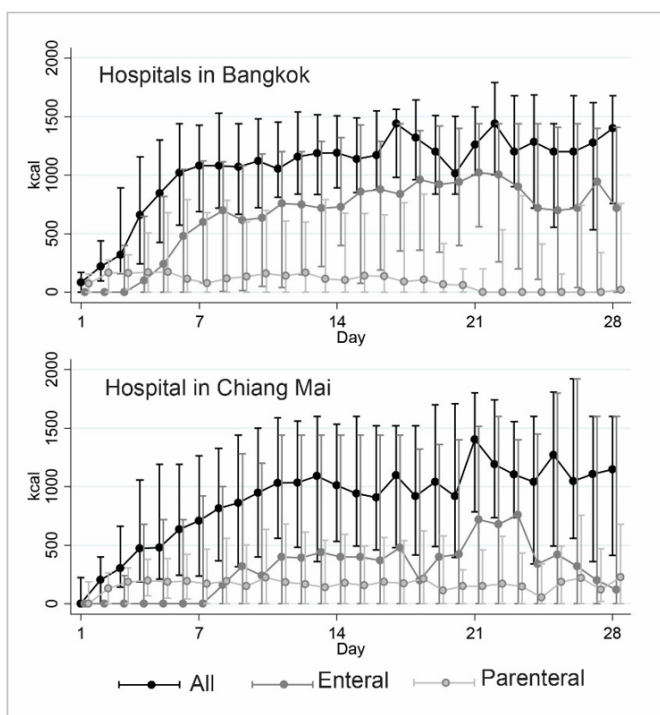 Hospitals in Bangkok
kcal
2000
1500
1000
500
0
1 7 14 21 28
Day
Hospital in Chiang Mai
kcal
2000
1500
1000
500
0
1 7 14 21 28
Day
All Enteral Parenteral